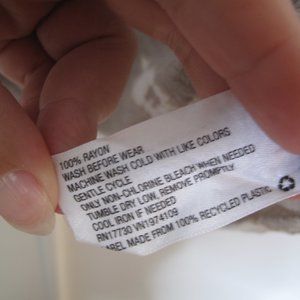 100% RAYON
WASH BEFORE WEAR
MACHINE WASH COLD WITH LIKE COLORS
GENTLE CYCLE
ONLY NON-CHLORINE BLEACH WHEN NEEDED
TUMBLE DRY LOW, REMOVE PROMPTLY
COOL IRON IF NEEDED
RN17730 VN1974109
LABEL MADE FROM 100% RECYCLED PLASTIC